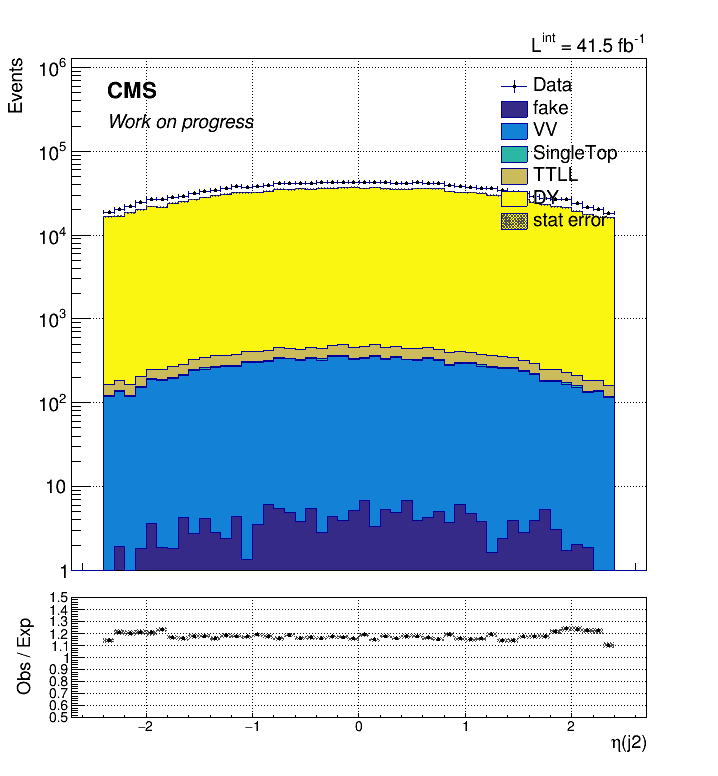 L^int = 41.5 fb^-1
Events
CMS
Work on progress
Data
fake
VV
SingleTop
TTLL
DY
stat error
10^6
10^5
10^4
10^3
10^2
10
1
Obs / Exp
1.5
1.4
1.3
1.2
1.1
1
0.9
0.8
0.7
0.6
0.5
−2 −1 0 1 2
η(j2)